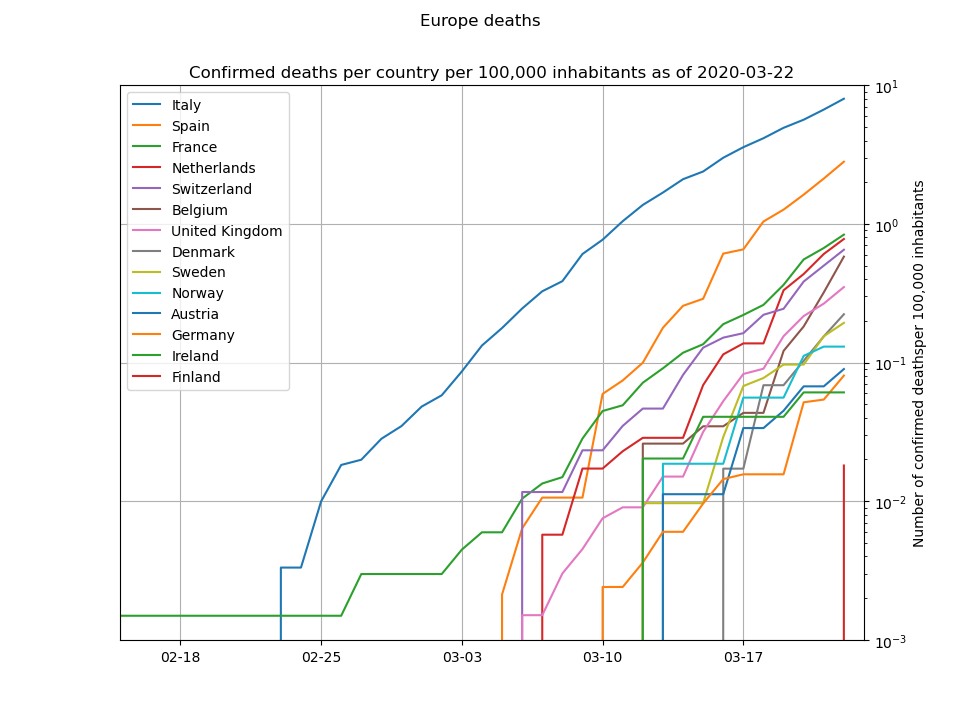 Europe deaths
Confirmed deaths per country per 100,000 inhabitants as of 2020-03-22
Italy
Spain
France
Netherlands
Switzerland
Belgium
United Kingdom
Denmark
Sweden
Norway
Austria
Germany
Ireland
Finland
10¹
10⁰
10⁻¹
10⁻²
10⁻³
Number of confirmed deathsper 100,000 inhabitants
02-18 02-25 03-03 03-10 03-17